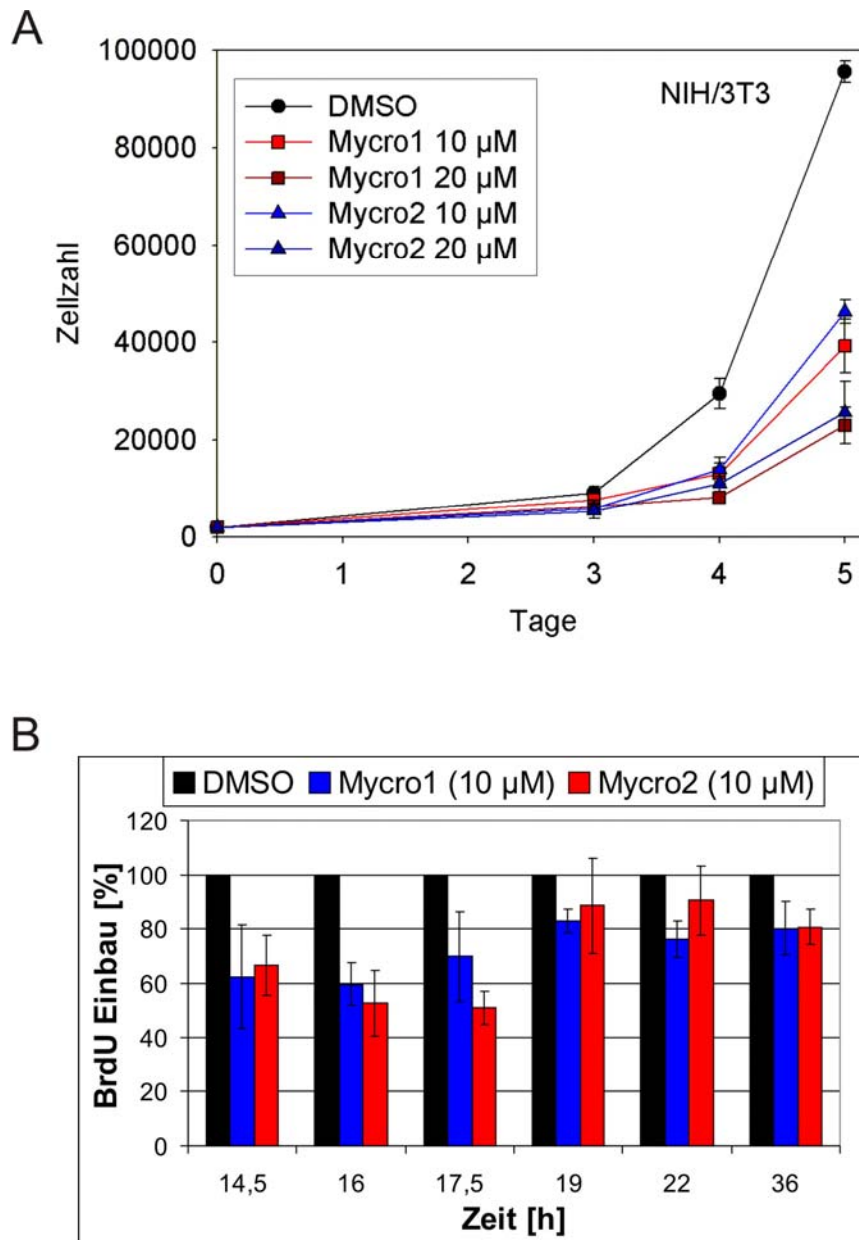 A
100000
80000
60000
40000
20000
0
Zellzahl
DMSO
Mycro1 10 µM
Mycro1 20 µM
Mycro2 10 µM
Mycro2 20 µM
NIH/3T3
0 1 2 3 4 5
Tage
B
DMSO Mycro1 (10 µM) Mycro2 (10 µM)
120
100
80
60
40
20
0
BrdU Einbau [%]
14,5 16 17,5 19 22 36
Zeit [h]